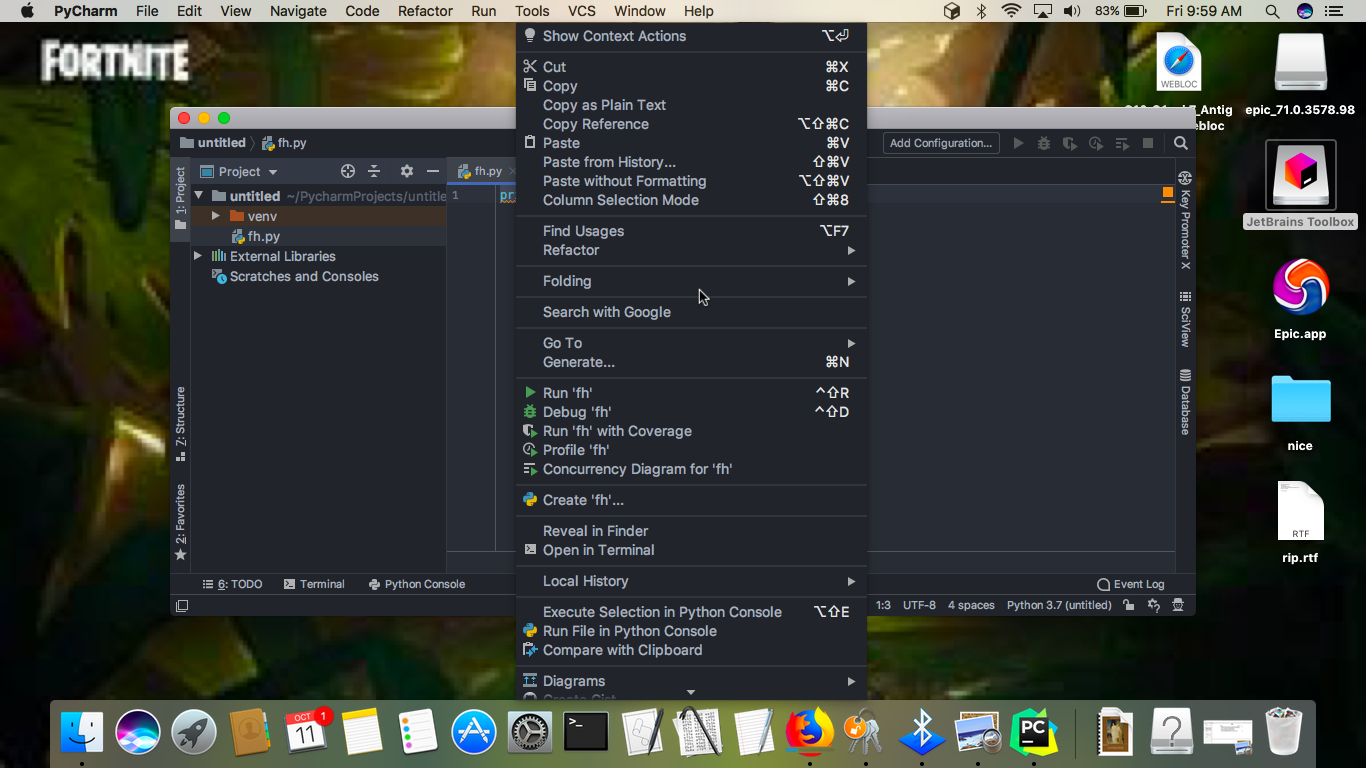 PyCharm File Edit View Navigate Code Refactor Run Tools VCS Window Help 83% Fri 9:59 AM
FORTNITE
WEBLOC
Antig
ebloc
epic_71.0.3578.98
JetBrains Toolbox
Epic.app
nice
RTF
rip.rtf
untitled fh.py
Add Configuration...
1: Project
Project
fh.py
untitled ~/PycharmProjects/untitle
venv
fh.py
External Libraries
Scratches and Consoles
1 pr
7: Structure
2: Favorites
Key Promoter X
SciView
Database
Show Context Actions ⌥⏎
Cut ⌘X
Copy ⌘C
Copy as Plain Text
Copy Reference ⌥⇧⌘C
Paste ⌘V
Paste from History... ⇧⌘V
Paste without Formatting ⌥⇧⌘V
Column Selection Mode ⇧⌘8
Find Usages ⌥F7
Refactor
Folding
Search with Google
Go To
Generate... ⌘N
Run 'fh' ^⇧R
Debug 'fh' ^⇧D
Run 'fh' with Coverage
Profile 'fh'
Concurrency Diagram for 'fh'
Create 'fh'...
Reveal in Finder
Open in Terminal
Local History
Execute Selection in Python Console ⌥⇧E
Run File in Python Console
Compare with Clipboard
Diagrams
6: TODO Terminal Python Console Event Log
1:3 UTF-8 4 spaces Python 3.7 (untitled)
OCT 1
11
PC